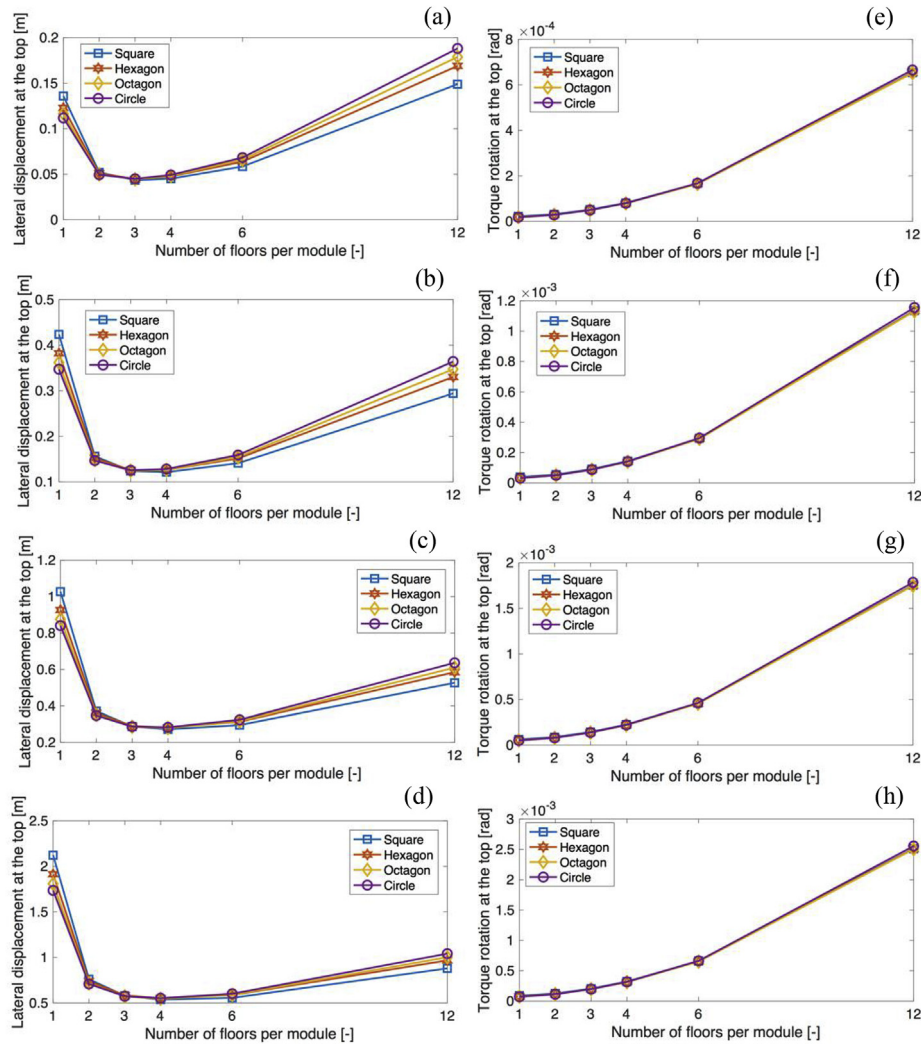 (a)
Lateral displacement at the top [m]
0.2
0.15
0.1
0.05
0
Square
Hexagon
Octagon
Circle
1 2 3 4 6 12
Number of floors per module [-]
(e)
×10⁻⁴
Torque rotation at the top [rad]
8
6
4
2
0
Square
Hexagon
Octagon
Circle
1 2 3 4 6 12
Number of floors per module [-]
(b)
Lateral displacement at the top [m]
0.5
0.4
0.3
0.2
0.1
Square
Hexagon
Octagon
Circle
1 2 3 4 6 12
Number of floors per module [-]
(f)
×10⁻³
Torque rotation at the top [rad]
1.2
1
0.8
0.6
0.4
0.2
0
Square
Hexagon
Octagon
Circle
1 2 3 4 6 12
Number of floors per module [-]
(c)
Lateral displacement at the top [m]
1.2
1
0.8
0.6
0.4
0.2
Square
Hexagon
Octagon
Circle
1 2 3 4 6 12
Number of floors per module [-]
(g)
×10⁻³
Torque rotation at the top [rad]
2
1.5
1
0.5
0
Square
Hexagon
Octagon
Circle
1 2 3 4 6 12
Number of floors per module [-]
(d)
Lateral displacement at the top [m]
2.5
2
1.5
1
0.5
Square
Hexagon
Octagon
Circle
1 2 3 4 6 12
Number of floors per module [-]
(h)
×10⁻³
Torque rotation at the top [rad]
3
2.5
2
1.5
1
0.5
0
Square
Hexagon
Octagon
Circle
1 2 3 4 6 12
Number of floors per module [-]